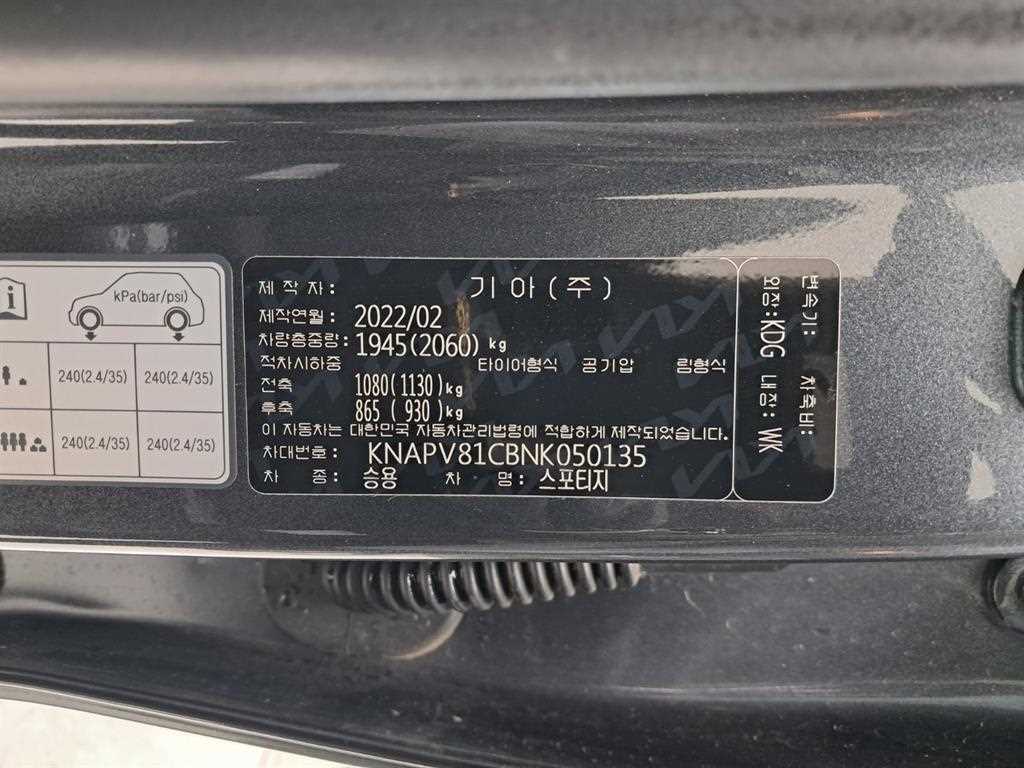 kPa(bar/psi)
240(2.4/35) 240(2.4/35)
240(2.4/35) 240(2.4/35)
제 작 자: 기 아 ( 주 )
제작연월: 2022/02
차량총중량: 1945(2060) kg
적차시하중 타이어형식 공기압 림형식
전축 1080(1130)kg
후축 865 ( 930)kg
이 자동차는 대한민국 자동차관리법령에 적합하게 제작되었습니다.
차대번호: KNAPV81CBNK050135
차 종: 승용 차 명: 스포티지
변속기: 차축비:
외장:KDG 내장:WK